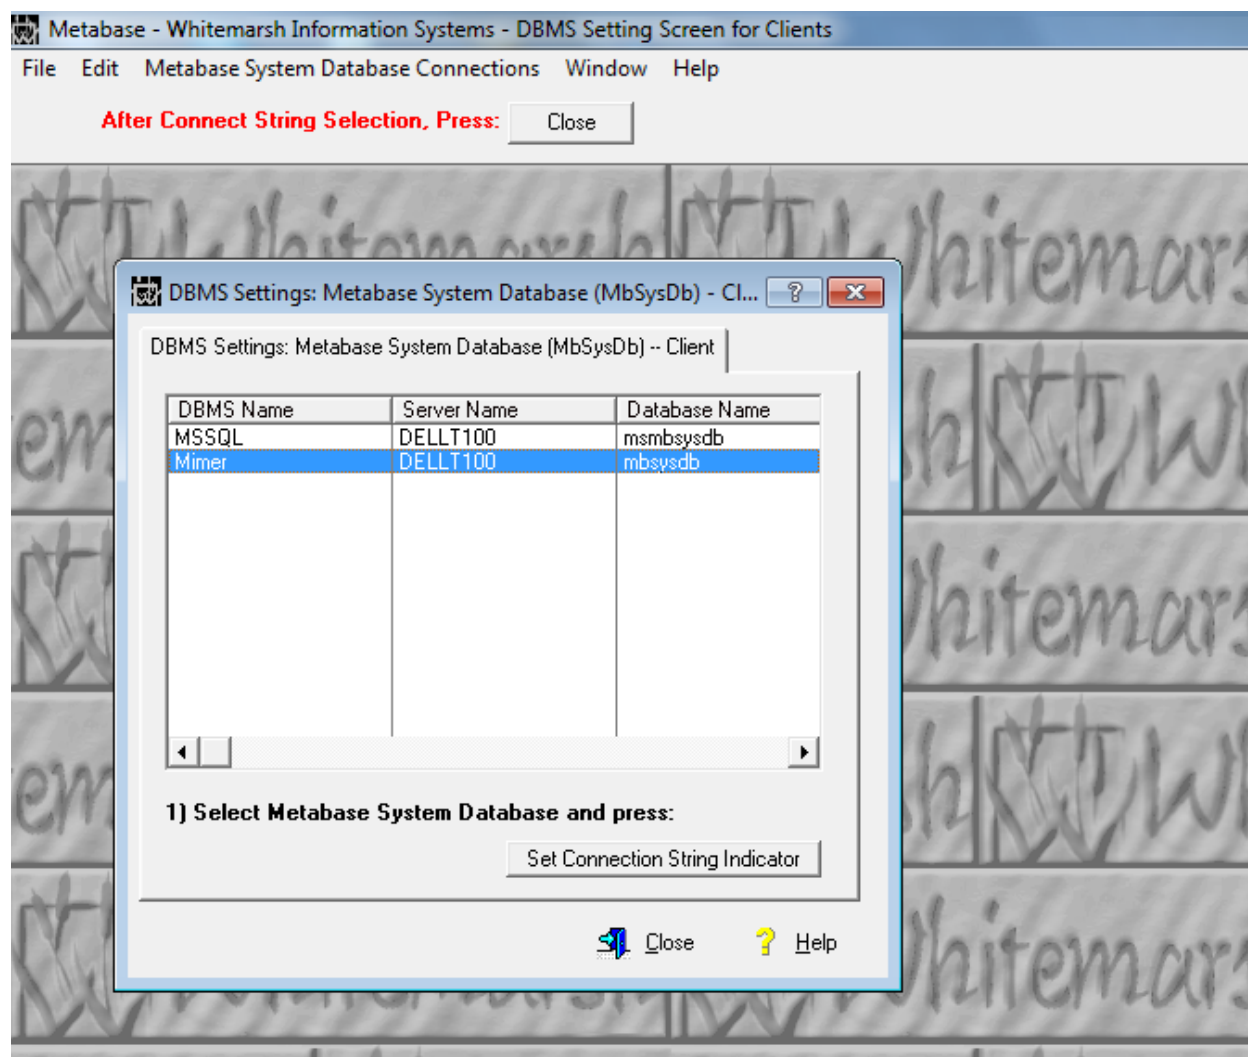 Metabase - Whitemarsh Information Systems - DBMS Setting Screen for Clients
File Edit Metabase System Database Connections Window Help
After Connect String Selection, Press: Close
DBMS Settings: Metabase System Database (MbSysDb) - Cl...
DBMS Settings: Metabase System Database (MbSysDb) -- Client
DBMS Name Server Name Database Name
MSSQL DELLT100 msmbsysdb
Mimer DELLT100 mbsysdb
1) Select Metabase System Database and press:
Set Connection String Indicator
Close Help